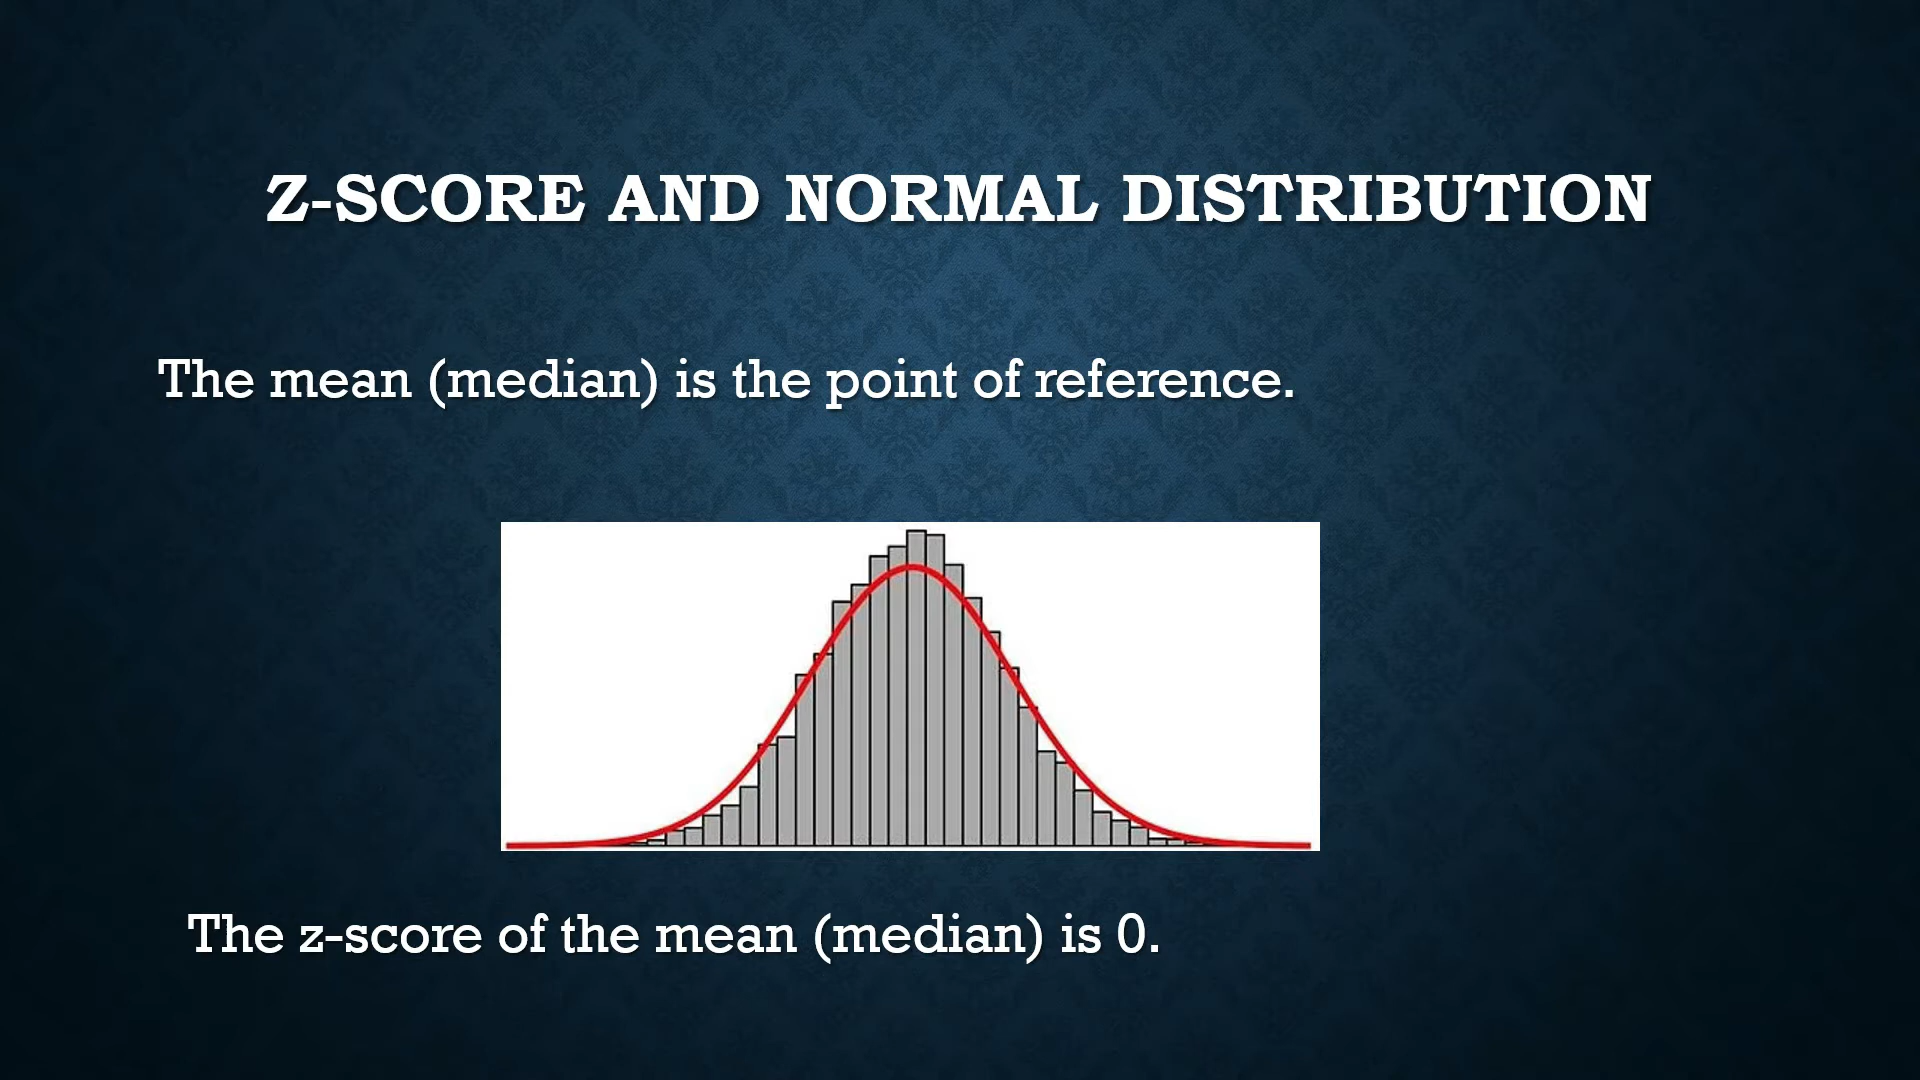 Z-SCORE AND NORMAL DISTRIBUTION
The mean (median) is the point of reference.
The z-score of the mean (median) is 0.